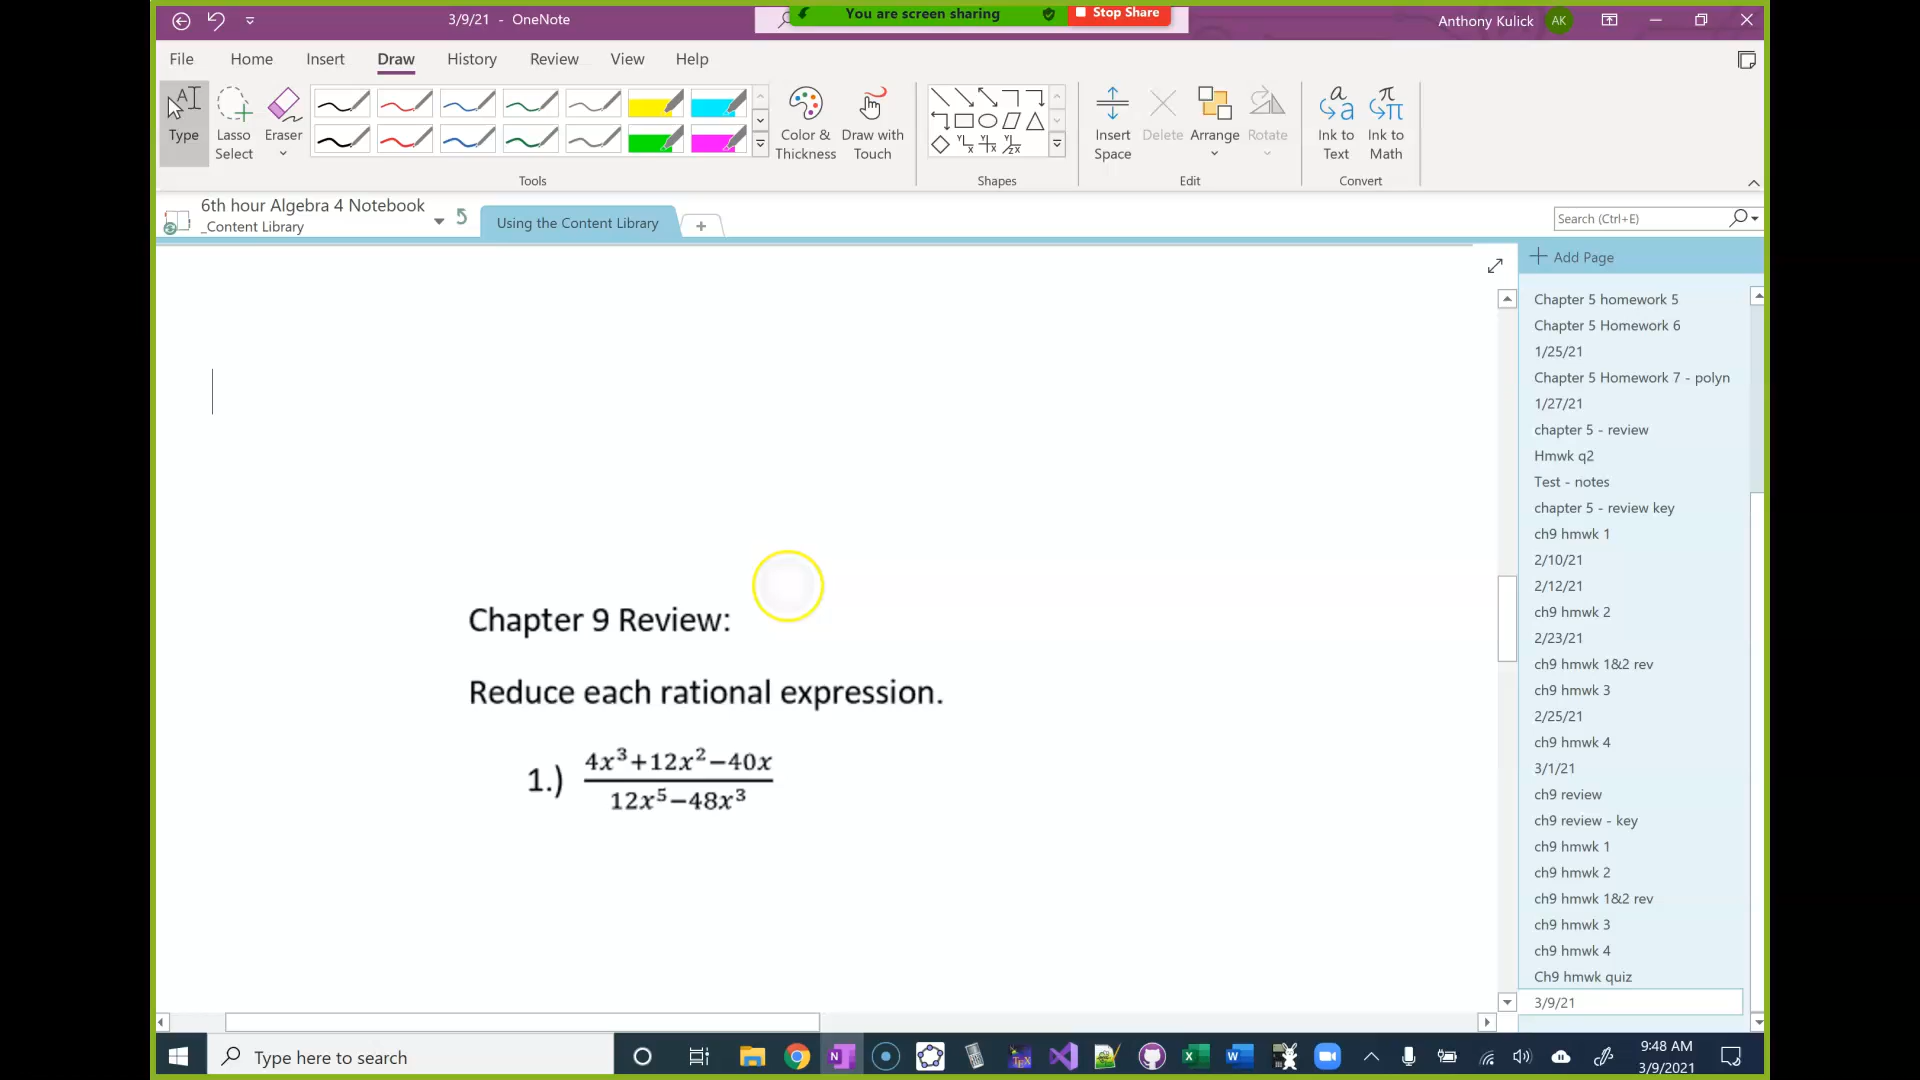 3/9/21 - OneNote
You are screen sharing
Stop Share
Anthony Kulick
AK
File
Home
Insert
Draw
History
Review
View
Help
Type
Lasso
Select
Eraser
Color &
Thickness
Draw with
Touch
Insert
Space
Delete
Arrange
Rotate
Ink to
Text
Ink to
Math
Tools
Shapes
Edit
Convert
6th hour Algebra 4 Notebook
_Content Library
Using the Content Library
Search (Ctrl+E)
Add Page
Chapter 5 homework 5
Chapter 5 Homework 6
1/25/21
Chapter 5 Homework 7 - polyn
1/27/21
chapter 5 - review
Hmwk q2
Test - notes
chapter 5 - review key
ch9 hmwk 1
2/10/21
2/12/21
ch9 hmwk 2
2/23/21
ch9 hmwk 1&2 rev
ch9 hmwk 3
2/25/21
ch9 hmwk 4
3/1/21
ch9 review
ch9 review - key
ch9 hmwk 1
ch9 hmwk 2
ch9 hmwk 1&2 rev
ch9 hmwk 3
ch9 hmwk 4
Ch9 hmwk quiz
3/9/21
Chapter 9 Review:
Reduce each rational expression.
1.) 4x³+12x²−40x
12x⁵−48x³
Type here to search
9:48 AM
3/9/2021